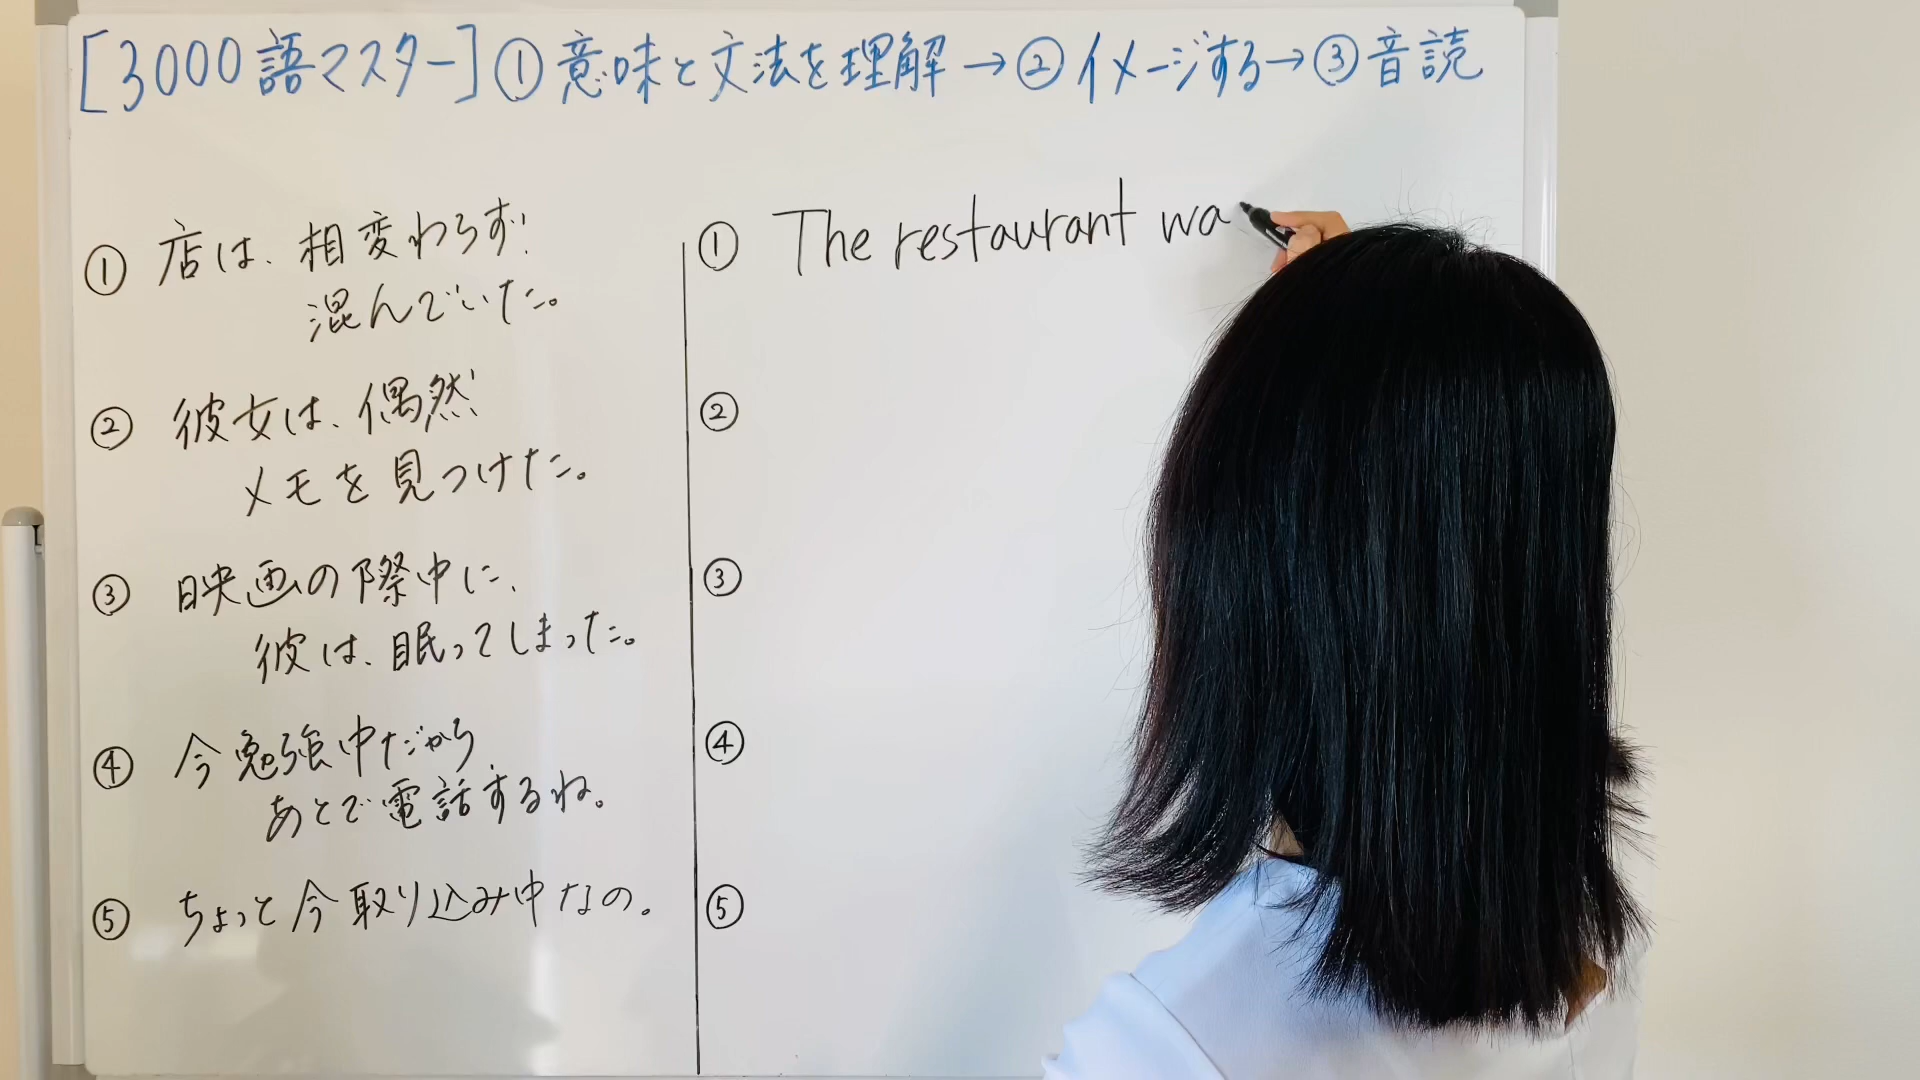 [3000語マスター]①意味と文法を理解→②イメージする→③音読
① 店は、相変わらず
混んでいた。
② 彼女は、偶然
メモを見つけた。
③ 映画の際中に、
彼は、眠ってしまった。
④ 今勉強中だから
あとで電話するね。
⑤ ちょっと今取り込み中なの。
① The restaurant wa
②
③
④
⑤